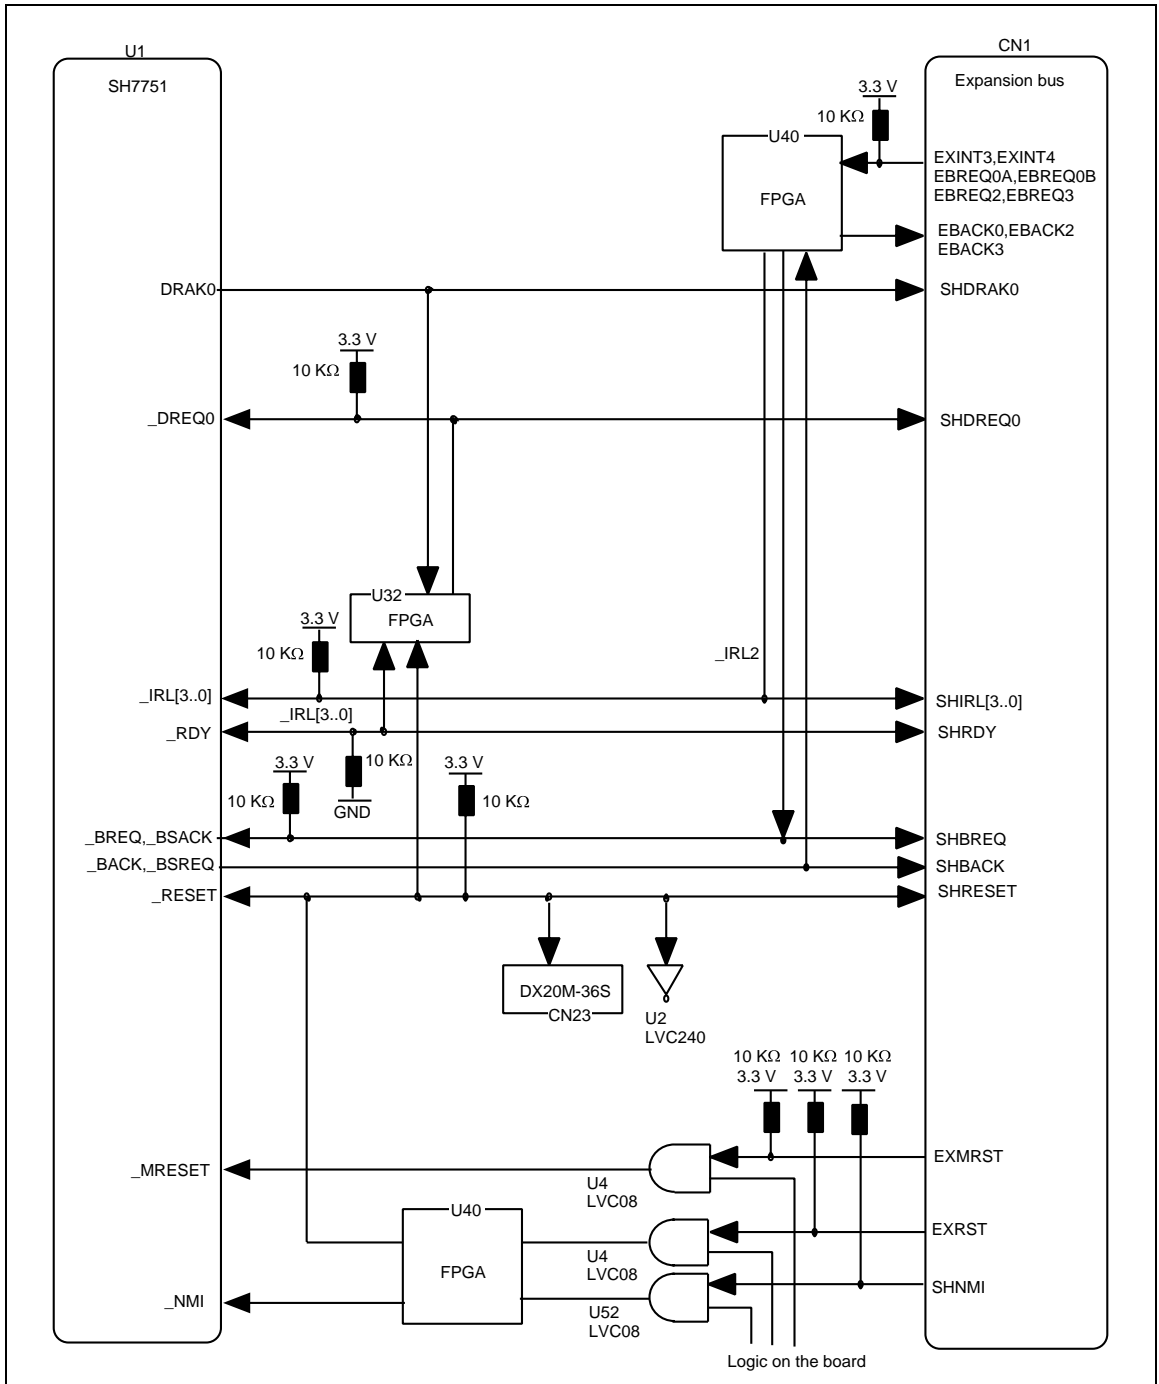 U1
CN1
SH7751
Expansion bus
3.3 V
10 KΩ
U40
FPGA
EXINT3,EXINT4
EBREQ0A,EBREQ0B
EBREQ2,EBREQ3
EBACK0,EBACK2
EBACK3
DRAK0
SHDRAK0
3.3 V
10 KΩ
_DREQ0
SHDREQ0
U32
FPGA
3.3 V
10 KΩ
_IRL2
_IRL[3..0]
SHIRL[3..0]
_IRL[3..0]
_RDY
SHRDY
3.3 V
10 KΩ
10 KΩ
GND
3.3 V
10 KΩ
_BREQ,_BSACK
SHBREQ
_BACK,_BSREQ
SHBACK
_RESET
SHRESET
DX20M-36S
CN23
U2
LVC240
10 KΩ 10 KΩ 10 KΩ
3.3 V 3.3 V 3.3 V
_MRESET
EXMRST
U4
LVC08
U40
FPGA
EXRST
U4
LVC08
_NMI
SHNMI
U52
LVC08
Logic on the board